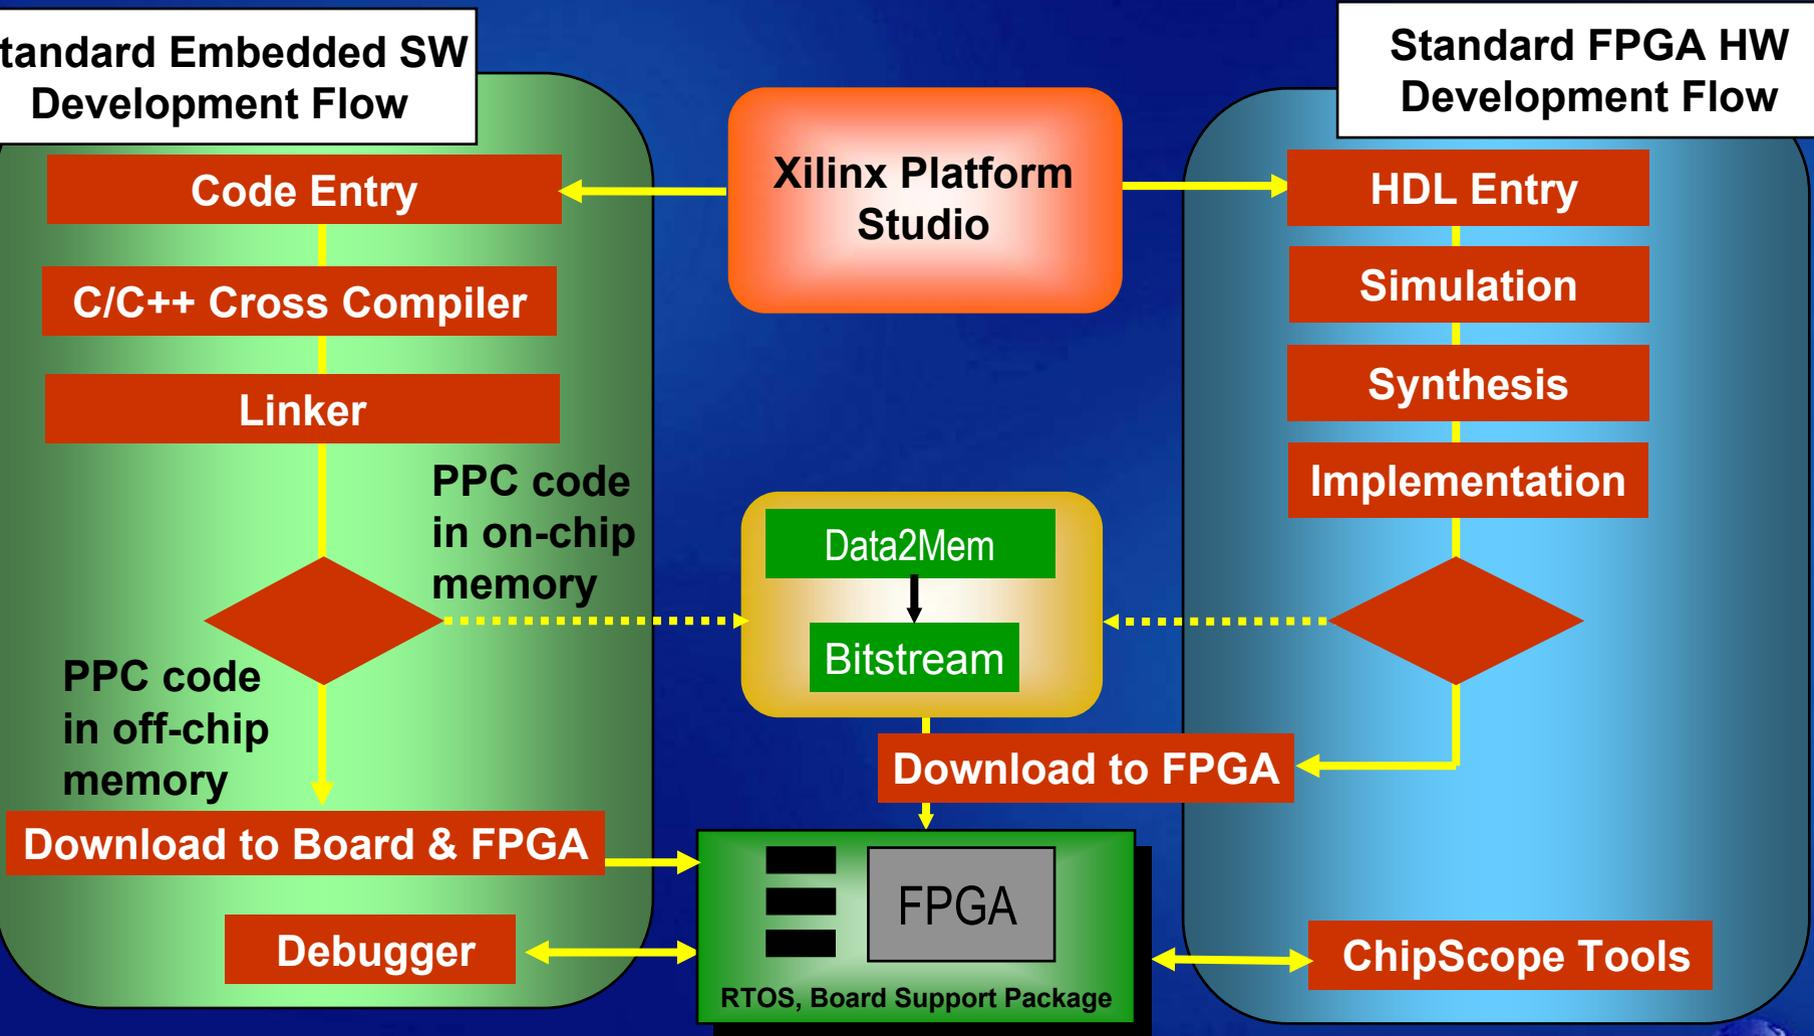 tandard Embedded SW
Development Flow
Code Entry
C/C++ Cross Compiler
Linker
PPC code
in on-chip
memory
PPC code
in off-chip
memory
Download to Board & FPGA
Debugger
Xilinx Platform
Studio
Data2Mem
Bitstream
Download to FPGA
FPGA
RTOS, Board Support Package
Standard FPGA HW
Development Flow
HDL Entry
Simulation
Synthesis
Implementation
ChipScope Tools